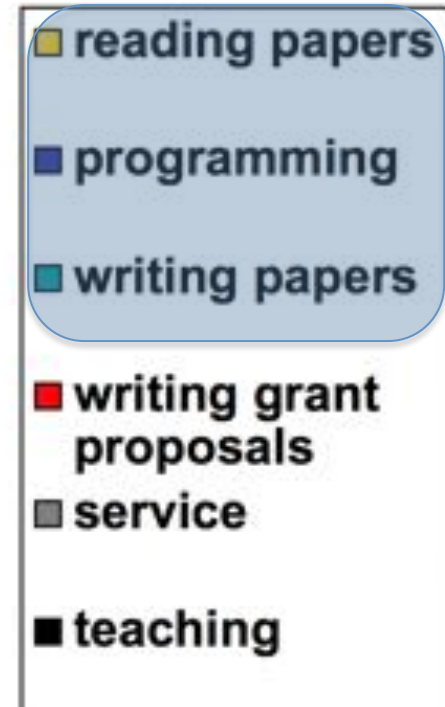 reading papers
programming
writing papers
writing grant
proposals
service
teaching